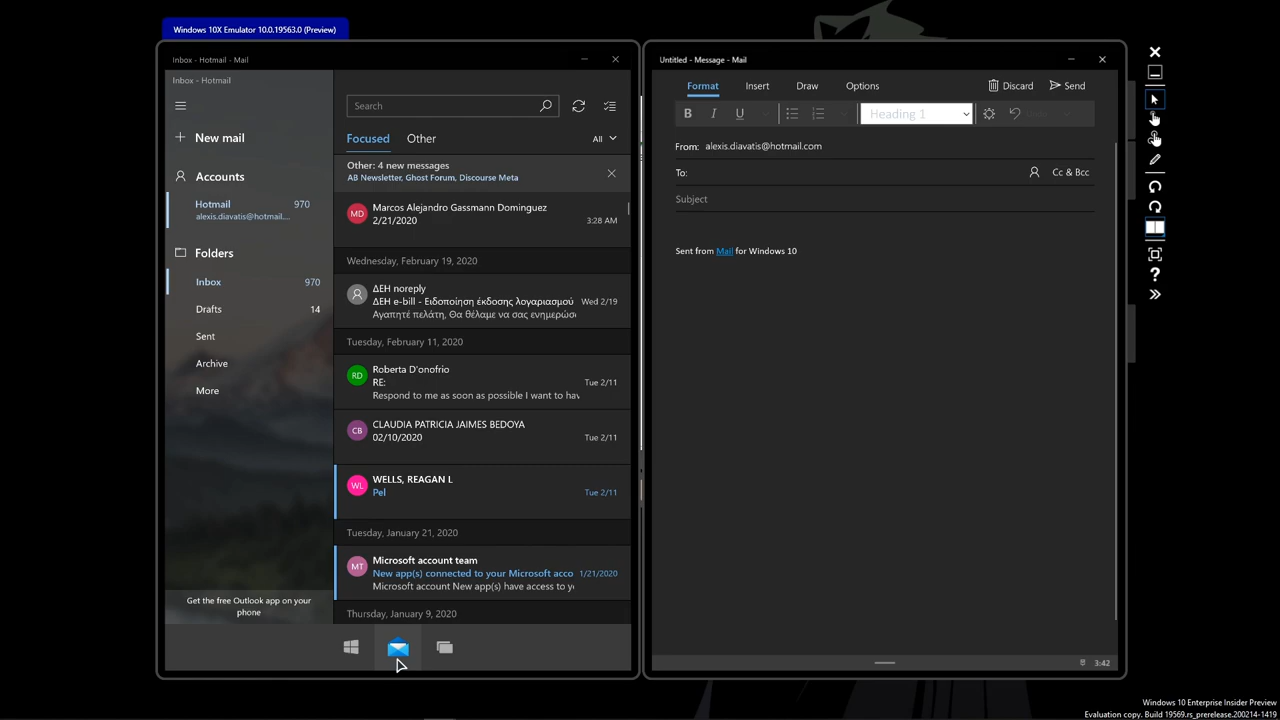 Windows 10X Emulator 10.0.19563.0 (Preview)
Inbox - Hotmail - Mail
Inbox - Hotmail
New mail
Accounts
Hotmail 970
alexis.diavatis@hotmail....
Folders
Inbox 970
Drafts 14
Sent
Archive
More
Get the free Outlook app on your
phone
Search
Focused Other All
Other: 4 new messages
AB Newsletter, Ghost Forum, Discourse Meta
MD Marcos Alejandro Gassmann Dominguez
2/21/2020 3:28 AM
Wednesday, February 19, 2020
ΔΕΗ noreply
ΔΕΗ e-bill - Ειδοποίηση έκδοσης λογαριασμού Wed 2/19
Αγαπητέ πελάτη, Θα θέλαμε να σας ενημερώσ
Tuesday, February 11, 2020
RD Roberta D'onofrio
RE: Tue 2/11
Respond to me as soon as possible I want to hav
CB CLAUDIA PATRICIA JAIMES BEDOYA
02/10/2020 Tue 2/11
WL WELLS, REAGAN L
Pel Tue 2/11
Tuesday, January 21, 2020
MT Microsoft account team
New app(s) connected to your Microsoft acco 1/21/2020
Microsoft account New app(s) have access to y
Thursday, January 9, 2020
Untitled - Message - Mail
Format Insert Draw Options Discard Send
B I U Heading 1
From: alexis.diavatis@hotmail.com
To: Cc & Bcc
Subject
Sent from Mail for Windows 10
3:42
Windows 10 Enterprise Insider Preview
Evaluation copy. Build 19569.rs_prerelease.200214-1419